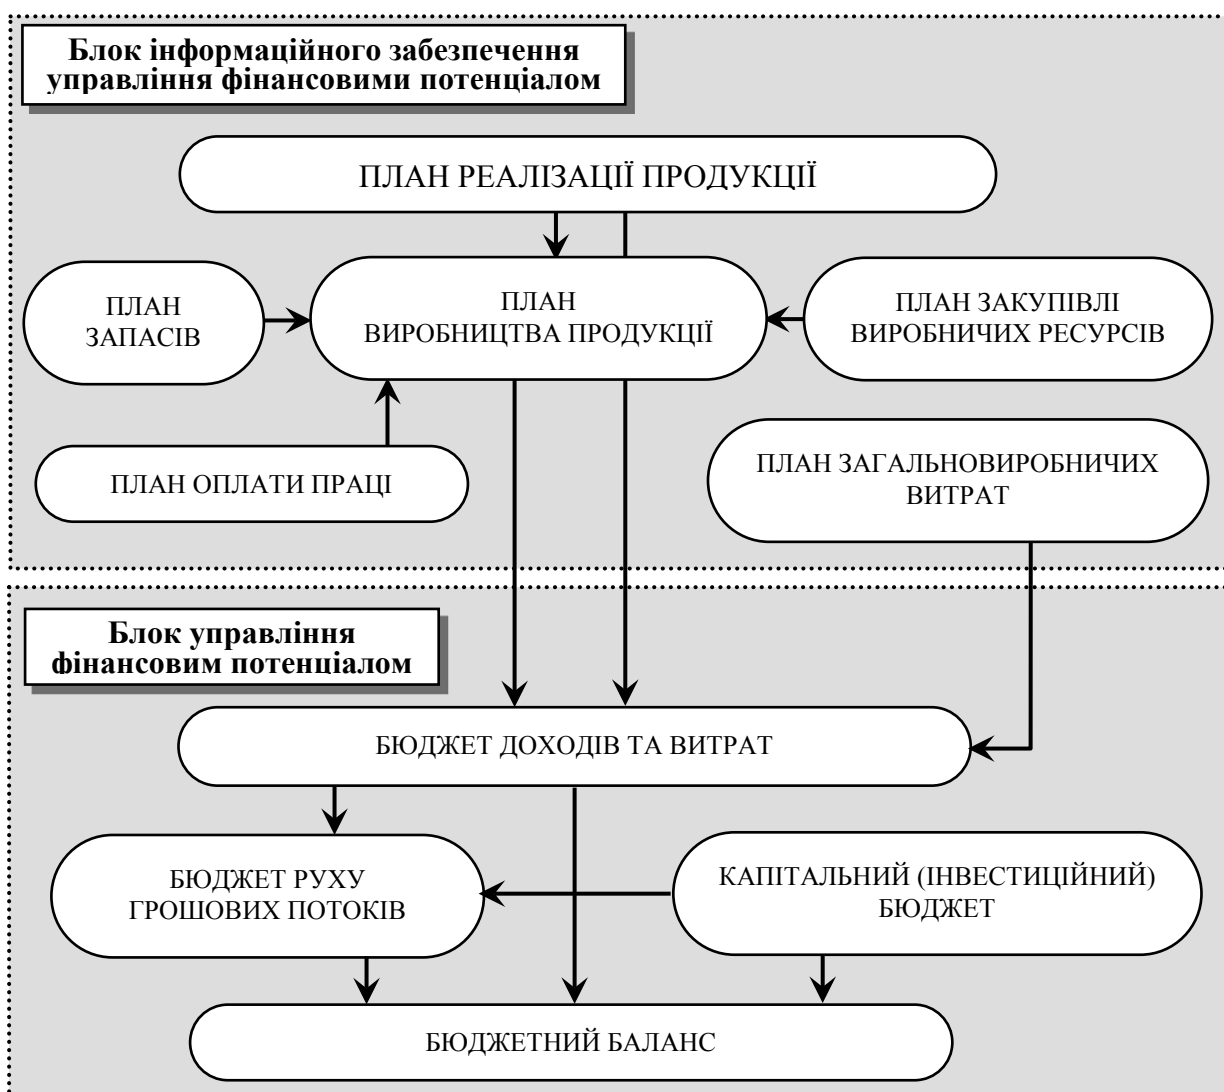 Блок інформаційного забезпечення
управління фінансовими потенціалом
ПЛАН РЕАЛІЗАЦІЇ ПРОДУКЦІЇ
ПЛАН
ЗАПАСІВ
ПЛАН
ВИРОБНИЦТВА ПРОДУКЦІЇ
ПЛАН ЗАКУПІВЛІ
ВИРОБНИЧИХ РЕСУРСІВ
ПЛАН ОПЛАТИ ПРАЦІ
ПЛАН ЗАГАЛЬНОВИРОБНИЧИХ
ВИТРАТ
Блок управління
фінансовим потенціалом
БЮДЖЕТ ДОХОДІВ ТА ВИТРАТ
БЮДЖЕТ РУХУ
ГРОШОВИХ ПОТОКІВ
КАПІТАЛЬНИЙ (ІНВЕСТИЦІЙНИЙ)
БЮДЖЕТ
БЮДЖЕТНИЙ БАЛАНС